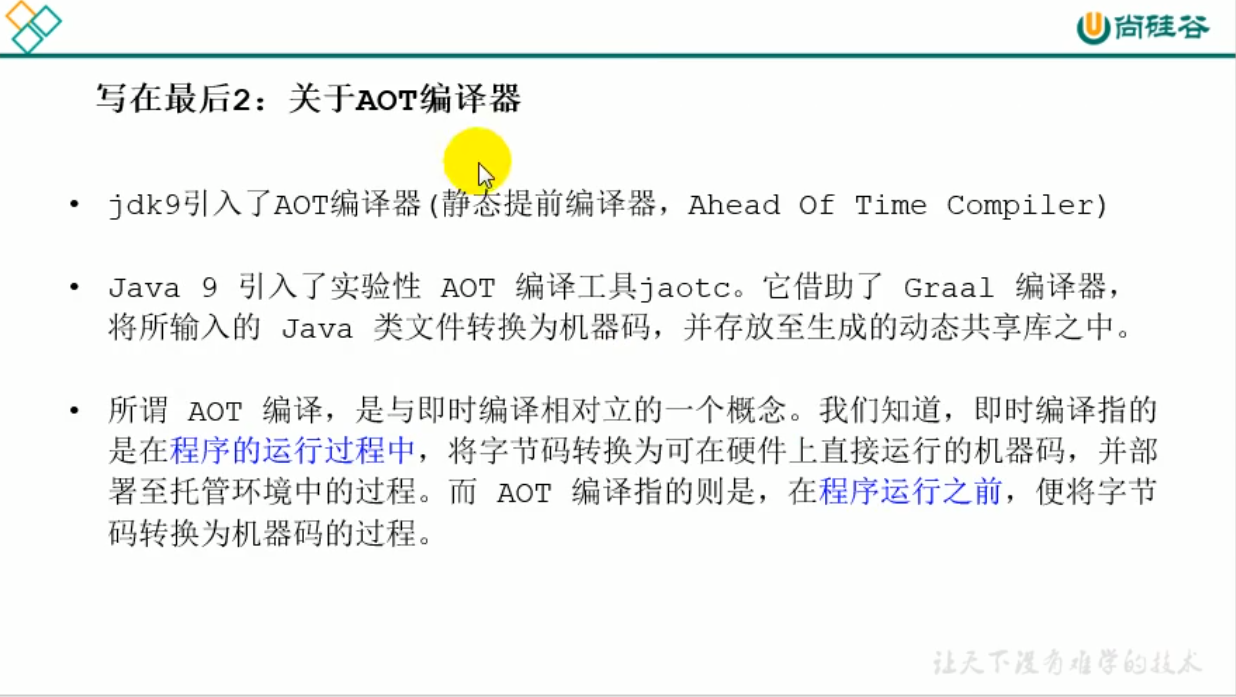 尚硅谷
写在最后2：关于AOT编译器
• jdk9引入了AOT编译器(静态提前编译器，Ahead Of Time Compiler)
• Java 9 引入了实验性 AOT 编译工具jaotc。它借助了 Graal 编译器，
将所输入的 Java 类文件转换为机器码，并存放至生成的动态共享库之中。
• 所谓 AOT 编译，是与即时编译相对立的一个概念。我们知道，即时编译指的
是在程序的运行过程中，将字节码转换为可在硬件上直接运行的机器码，并部
署至托管环境中的过程。而 AOT 编译指的则是，在程序运行之前，便将字节
码转换为机器码的过程。
让天下没有难学的技术